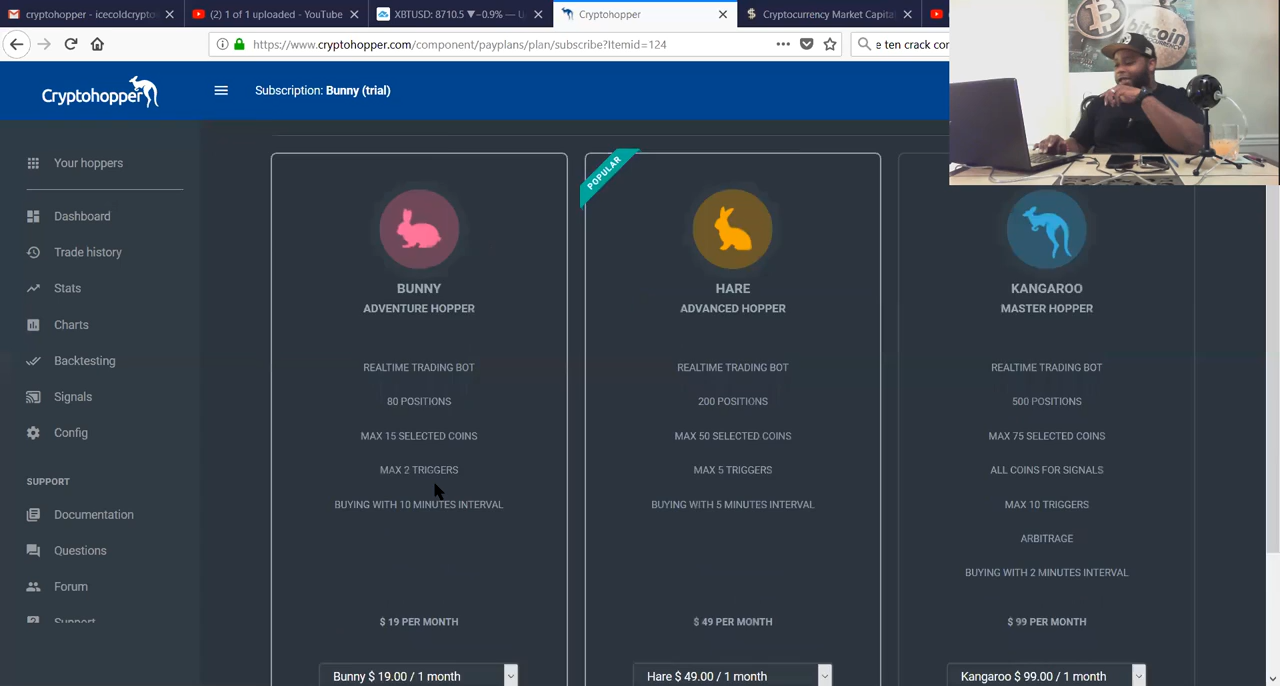 cryptohopper - icecoldcrypto
(2) 1 of 1 uploaded - YouTube
XBTUSD: 8710.5 ▼−0.9% — U
Cryptohopper
Cryptocurrency Market Capital
https://www.cryptohopper.com/component/payplans/plan/subscribe?Itemid=124
e ten crack cor
Cryptohopper
Subscription: Bunny (trial)
bitcoin
Your hoppers
Dashboard
Trade history
Stats
Charts
Backtesting
Signals
Config
SUPPORT
Documentation
Questions
Forum
Support
BUNNY
ADVENTURE HOPPER
REALTIME TRADING BOT
80 POSITIONS
MAX 15 SELECTED COINS
MAX 2 TRIGGERS
BUYING WITH 10 MINUTES INTERVAL
$ 19 PER MONTH
Bunny $ 19.00 / 1 month
POPULAR
HARE
ADVANCED HOPPER
REALTIME TRADING BOT
200 POSITIONS
MAX 50 SELECTED COINS
MAX 5 TRIGGERS
BUYING WITH 5 MINUTES INTERVAL
$ 49 PER MONTH
Hare $ 49.00 / 1 month
KANGAROO
MASTER HOPPER
REALTIME TRADING BOT
500 POSITIONS
MAX 75 SELECTED COINS
ALL COINS FOR SIGNALS
MAX 10 TRIGGERS
ARBITRAGE
BUYING WITH 2 MINUTES INTERVAL
$ 99 PER MONTH
Kangaroo $ 99.00 / 1 month